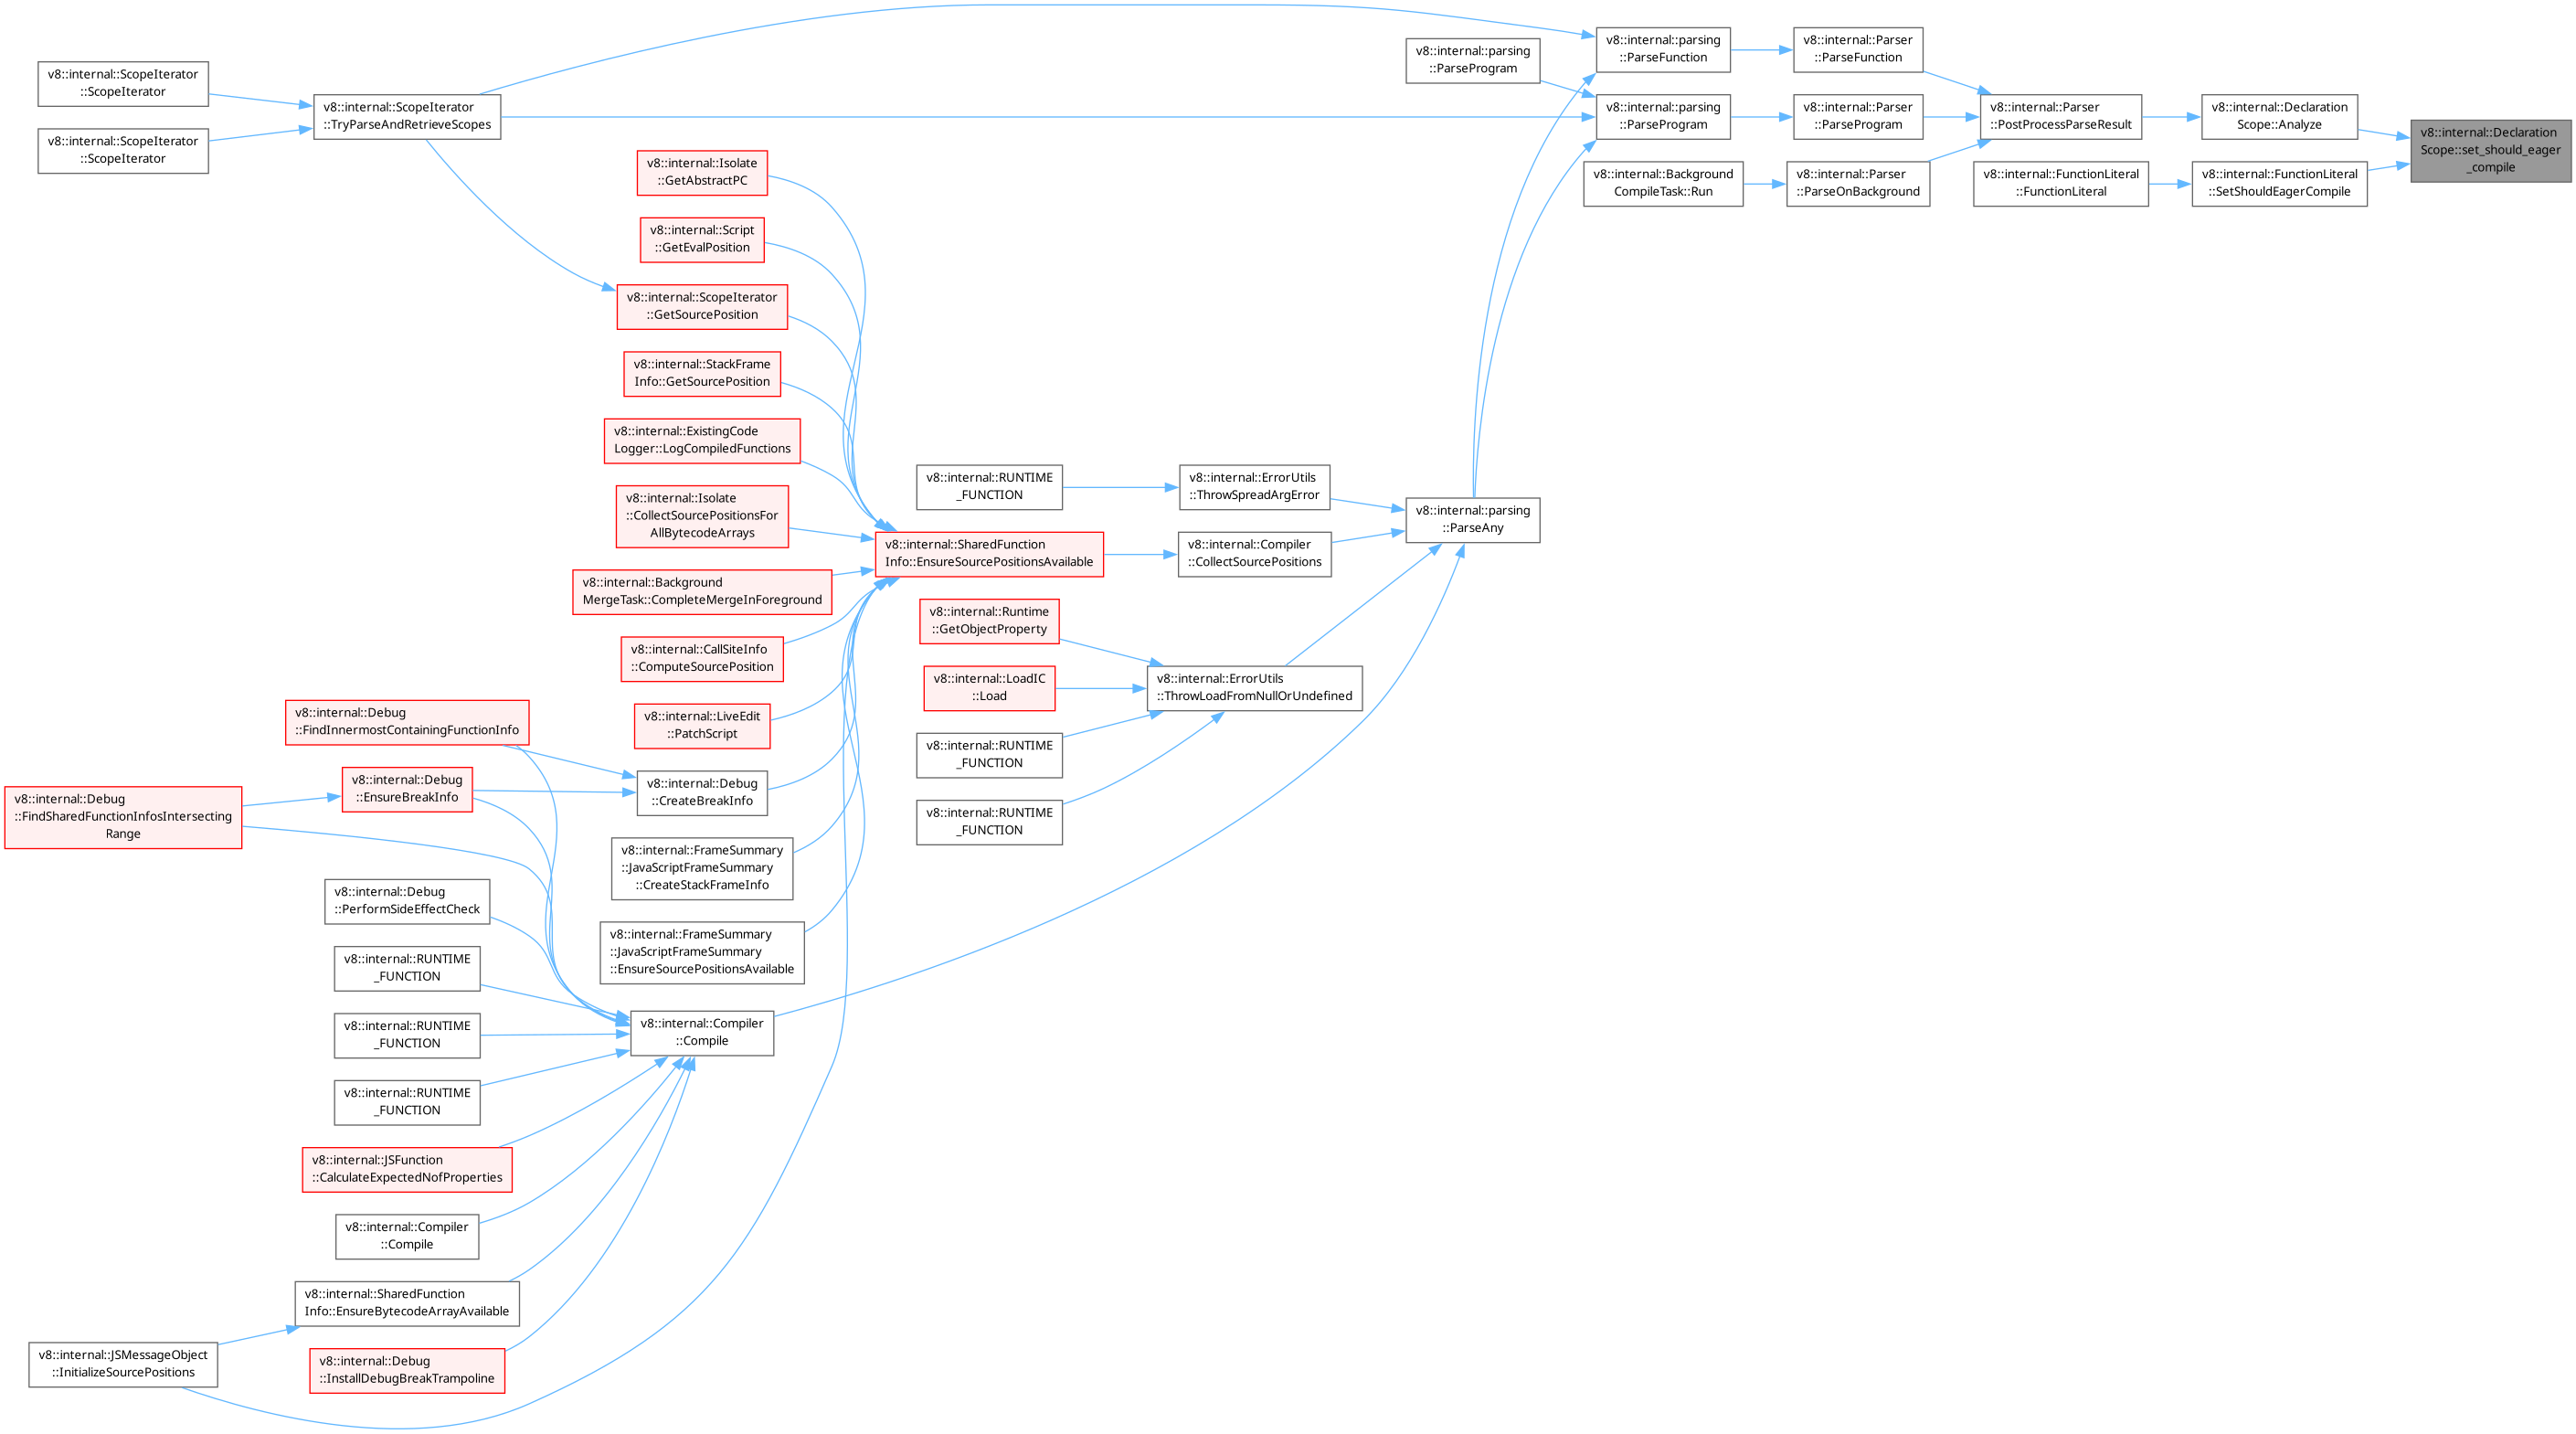 v8::internal::Declaration
Scope::set_should_eager
_compile
v8::internal::Declaration
Scope::Analyze
v8::internal::Parser
::PostProcessParseResult
v8::internal::Parser
::ParseFunction
v8::internal::parsing
::ParseFunction
v8::internal::parsing
::ParseAny
v8::internal::Compiler
::CollectSourcePositions
v8::internal::SharedFunction
Info::EnsureSourcePositionsAvailable
v8::internal::Isolate
::GetAbstractPC
v8::internal::Script
::GetEvalPosition
v8::internal::ScopeIterator
::GetSourcePosition
v8::internal::ScopeIterator
::TryParseAndRetrieveScopes
v8::internal::ScopeIterator
::ScopeIterator
v8::internal::ScopeIterator
::ScopeIterator
v8::internal::StackFrame
Info::GetSourcePosition
v8::internal::ExistingCode
Logger::LogCompiledFunctions
v8::internal::Isolate
::CollectSourcePositionsFor
AllBytecodeArrays
v8::internal::Background
MergeTask::CompleteMergeInForeground
v8::internal::CallSiteInfo
::ComputeSourcePosition
v8::internal::LiveEdit
::PatchScript
v8::internal::Debug
::CreateBreakInfo
v8::internal::Debug
::FindInnermostContainingFunctionInfo
v8::internal::Debug
::EnsureBreakInfo
v8::internal::Debug
::FindSharedFunctionInfosIntersecting
Range
v8::internal::FrameSummary
::JavaScriptFrameSummary
::CreateStackFrameInfo
v8::internal::FrameSummary
::JavaScriptFrameSummary
::EnsureSourcePositionsAvailable
v8::internal::JSMessageObject
::InitializeSourcePositions
v8::internal::Compiler
::Compile
v8::internal::Debug
::PerformSideEffectCheck
v8::internal::RUNTIME
_FUNCTION
v8::internal::RUNTIME
_FUNCTION
v8::internal::RUNTIME
_FUNCTION
v8::internal::JSFunction
::CalculateExpectedNofProperties
v8::internal::Compiler
::Compile
v8::internal::SharedFunction
Info::EnsureBytecodeArrayAvailable
v8::internal::Debug
::InstallDebugBreakTrampoline
v8::internal::ErrorUtils
::ThrowLoadFromNullOrUndefined
v8::internal::Runtime
::GetObjectProperty
v8::internal::LoadIC
::Load
v8::internal::RUNTIME
_FUNCTION
v8::internal::RUNTIME
_FUNCTION
v8::internal::ErrorUtils
::ThrowSpreadArgError
v8::internal::RUNTIME
_FUNCTION
v8::internal::Parser
::ParseProgram
v8::internal::parsing
::ParseProgram
v8::internal::parsing
::ParseProgram
v8::internal::Parser
::ParseOnBackground
v8::internal::Background
CompileTask::Run
v8::internal::FunctionLiteral
::SetShouldEagerCompile
v8::internal::FunctionLiteral
::FunctionLiteral